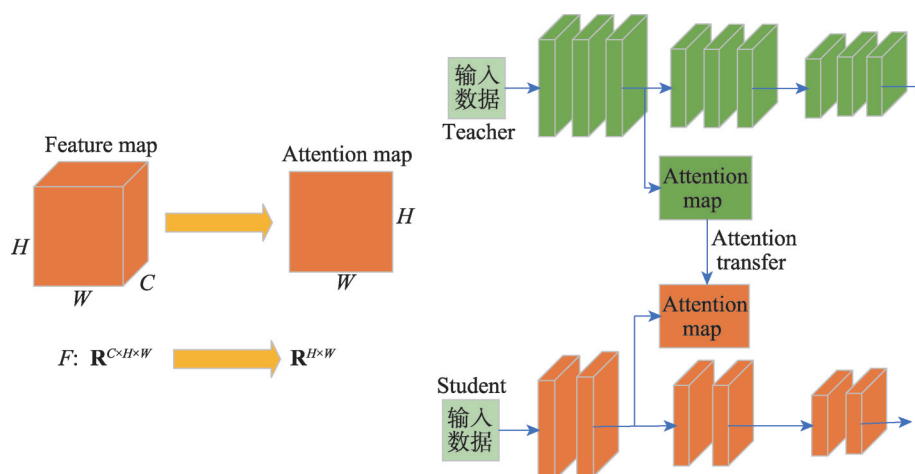 Feature map
H
W
C
Attention map
H
W
F: R^{C×H×W}
R^{H×W}
输入
数据
Teacher
Attention
map
Attention
transfer
Attention
map
Student
输入
数据